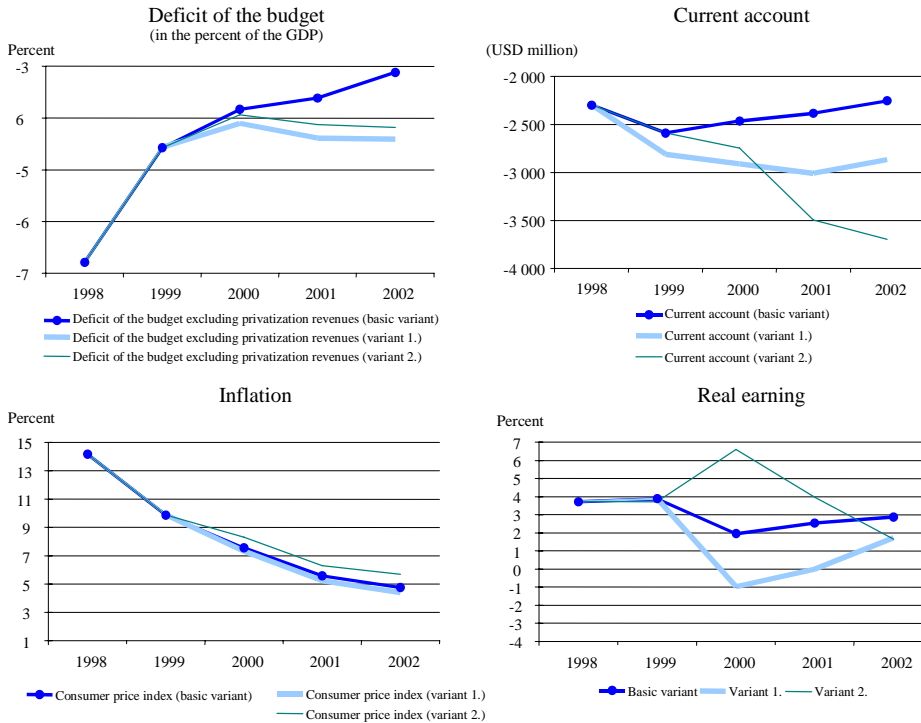 Deficit of the budget
(in the percent of the GDP)
Percent
-3
6
-5
-6
-7
1998 1999 2000 2001 2002
Deficit of the budget excluding privatization revenues (basic variant)
Deficit of the budget excluding privatization revenues (variant 1.)
Deficit of the budget excluding privatization revenues (variant 2.)
Current account
(USD million)
-2 000
-2 500
-3 000
-3 500
-4 000
1998 1999 2000 2001 2002
Current account (basic variant)
Current account (variant 1.)
Current account (variant 2.)
Inflation
Percent
15
13
11
9
7
5
3
1
1998 1999 2000 2001 2002
Consumer price index (basic variant) Consumer price index (variant 1.)
Consumer price index (variant 2.)
Real earning
Percent
7
6
5
4
3
2
1
0
-1
-2
-3
-4
1998 1999 2000 2001 2002
Basic variant Variant 1. Variant 2.